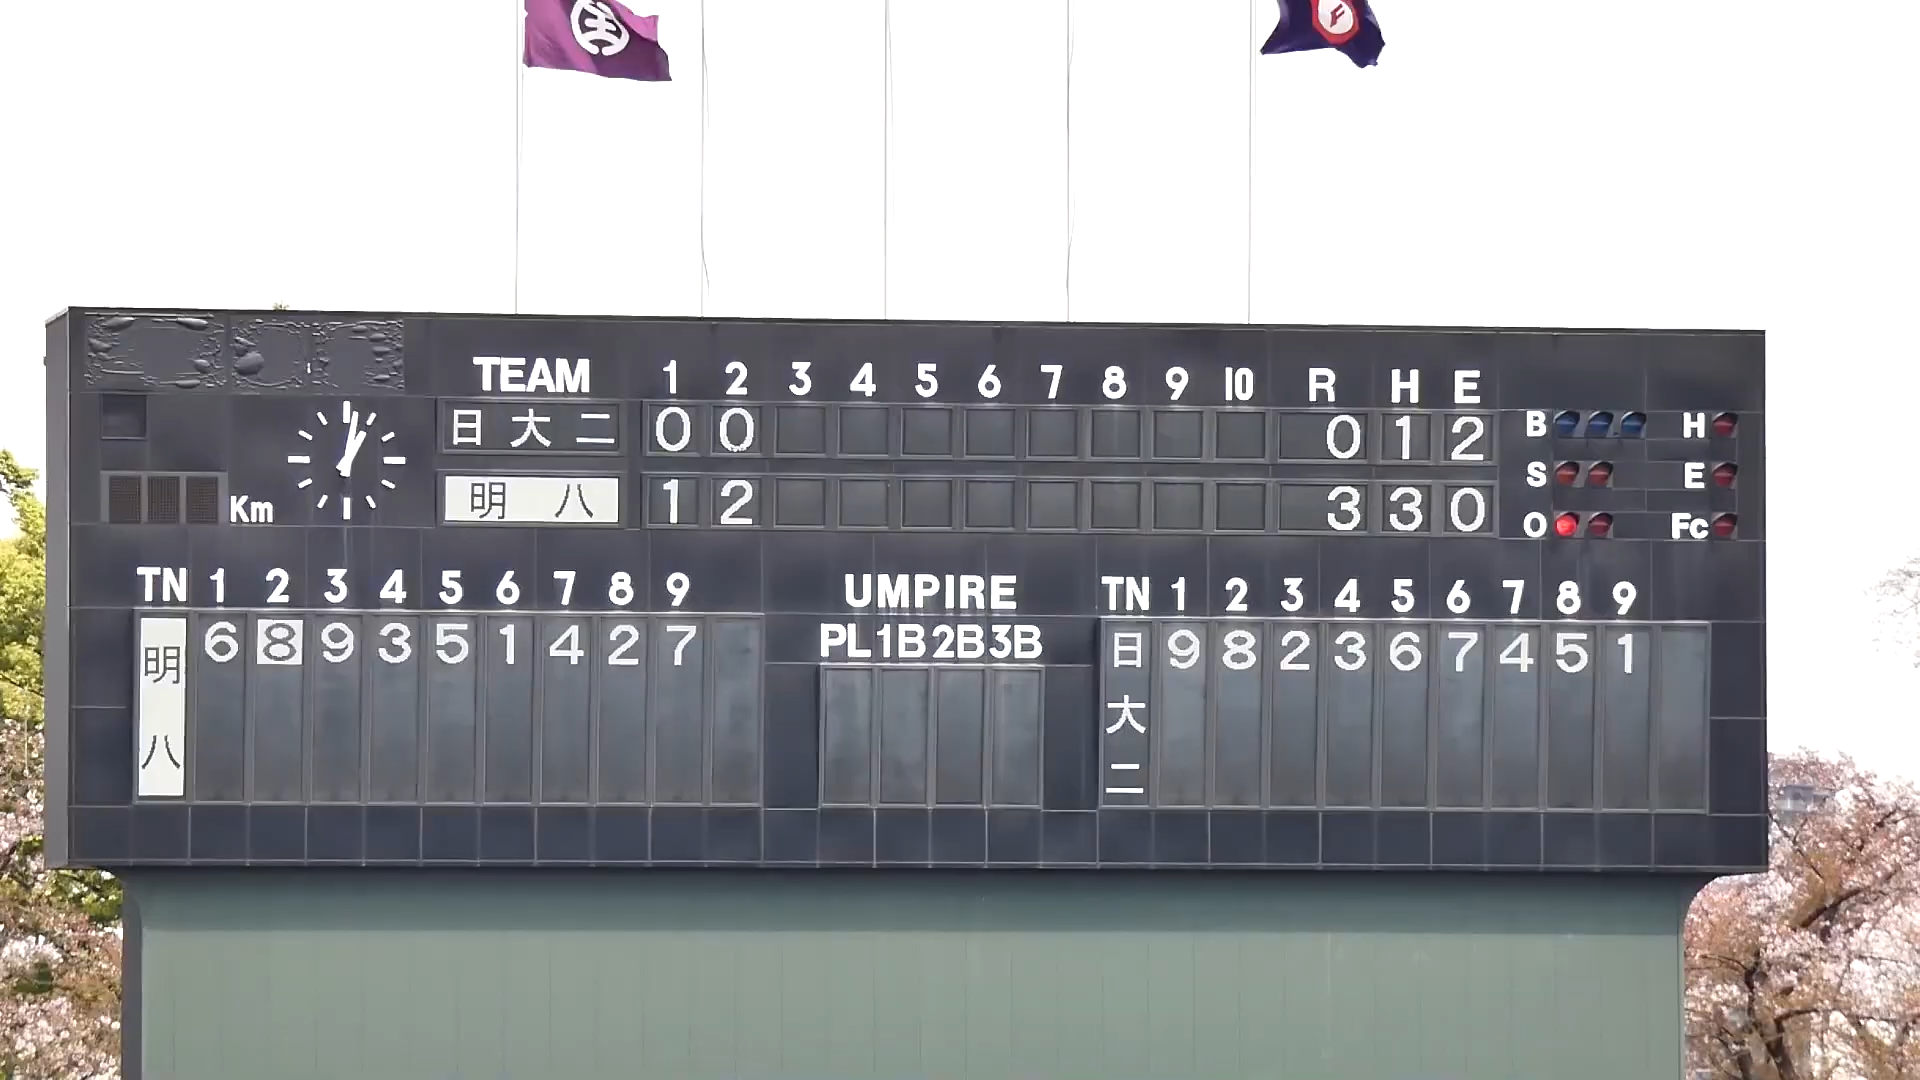 TEAM 1 2 3 4 5 6 7 8 9 10 R H E
日大二 0 0 0 1 2 B H
明八 1 2 3 3 0 S E
Km O Fc
TN 1 2 3 4 5 6 7 8 9
明八 6 8 9 3 5 1 4 2 7
UMPIRE
PL 1B 2B 3B
TN 1 2 3 4 5 6 7 8 9
日大二 9 8 2 3 6 7 4 5 1